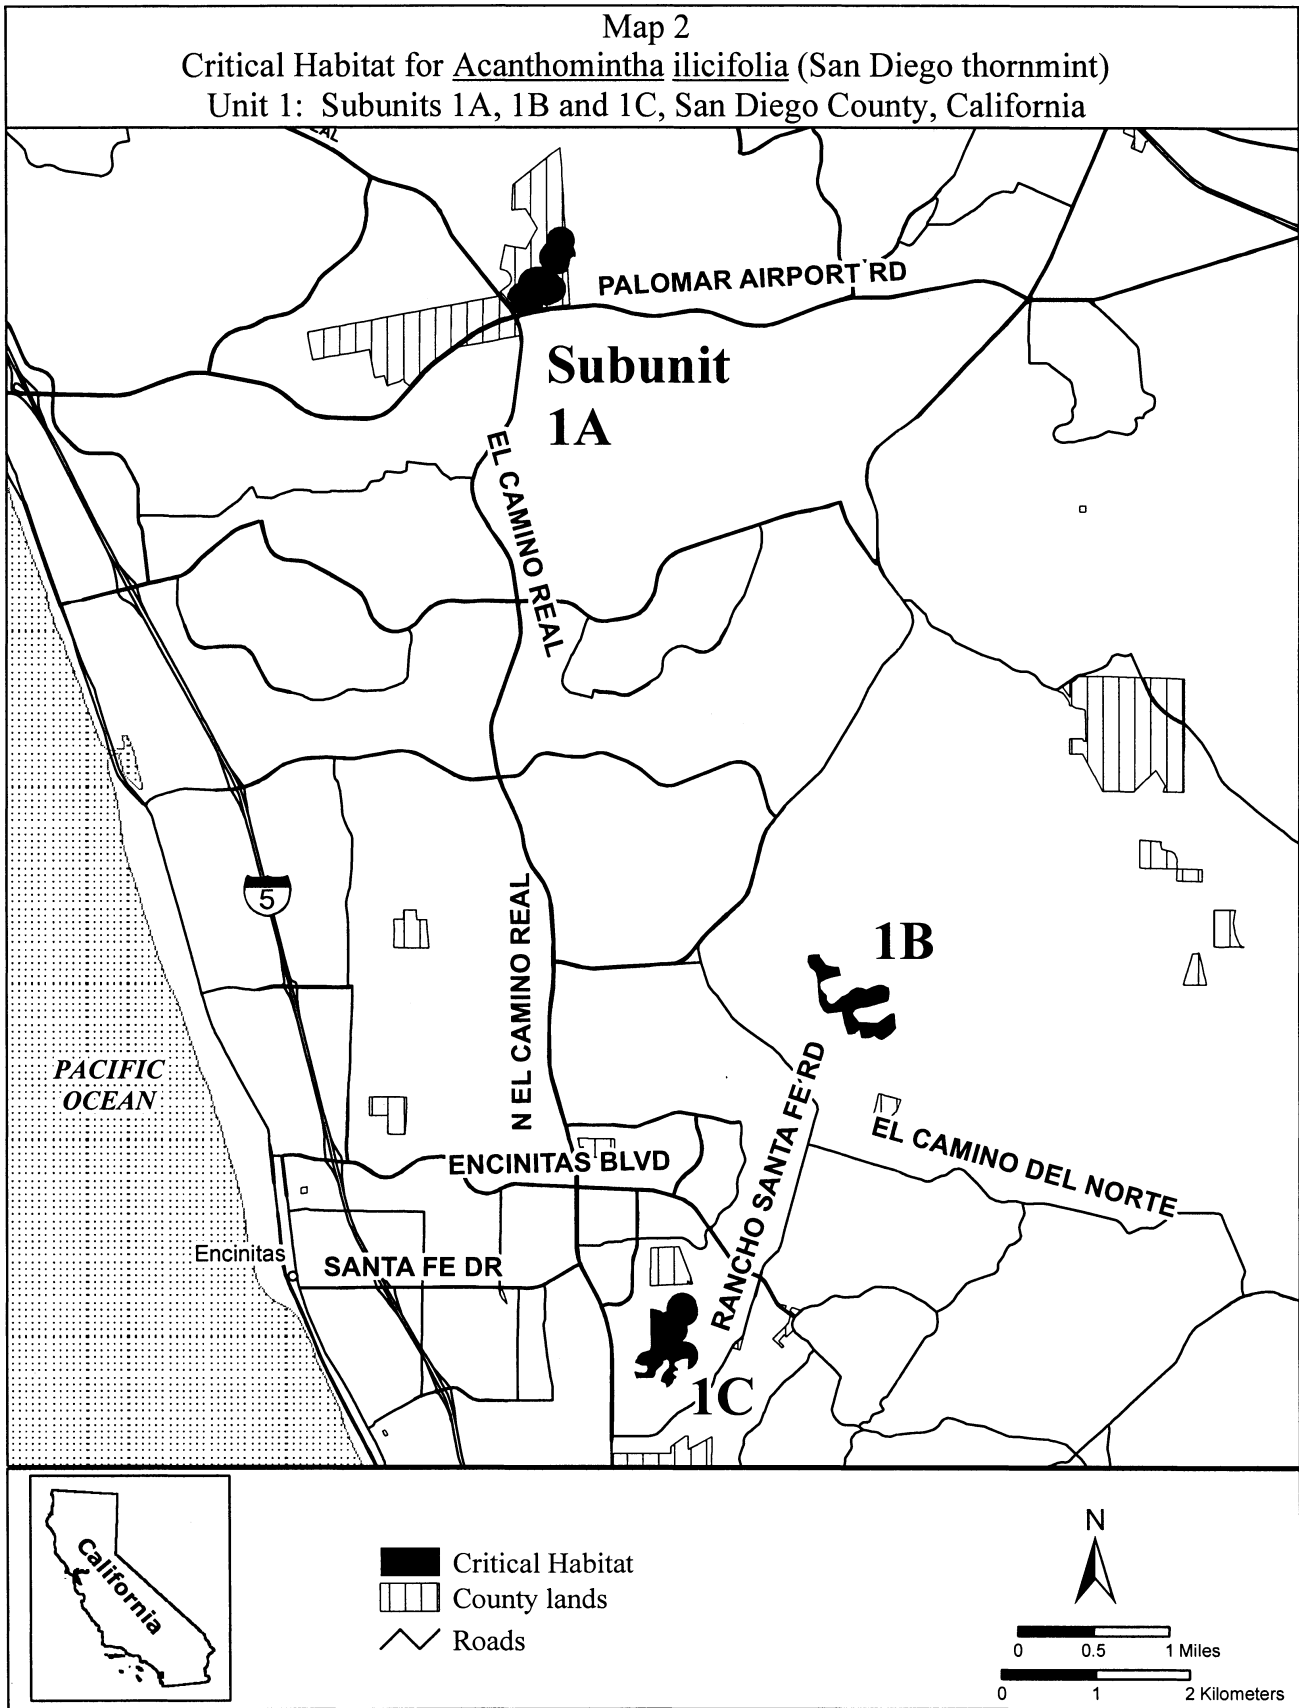 Map 2
Critical Habitat for Acanthomintha ilicifolia (San Diego thornmint)
Unit 1: Subunits 1A, 1B and 1C, San Diego County, California
PALOMAR AIRPORT RD
Subunit
1A
EL CAMINO REAL
5
N EL CAMINO REAL
1B
PACIFIC
OCEAN
RANCHO SANTA FE RD
EL CAMINO DEL NORTE
ENCINITAS BLVD
Encinitas
SANTA FE DR
1C
California
Critical Habitat
County lands
Roads
N
0 0.5 1 Miles
0 1 2 Kilometers